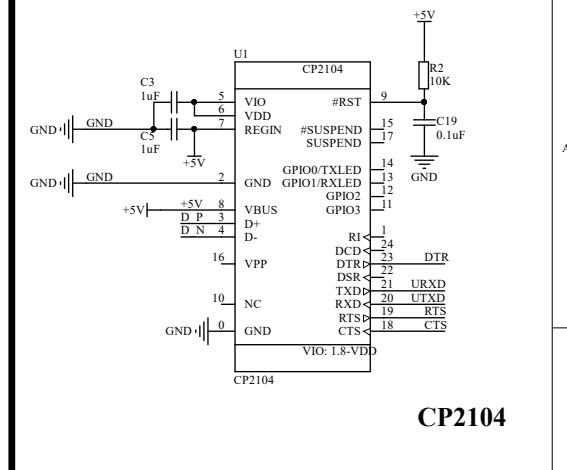 +5V
U1
CP2104
R2
10K
C3
1uF
5
VIO
#RST
9
6
VDD
GND
GND
7
REGIN
C5
1uF
#SUSPEND
15
SUSPEND
17
C19
0.1uF
+5V
GPIO0/TXLED
14
GND
GND
GND
2
GND
GPIO1/RXLED
13
GPIO2
12
+5V
+5V
8
VBUS
GPIO3
11
D_P
3
D+
D_N
4
D-
RI
1
DCD
24
16
VPP
DTR
23
DTR
DSR
22
TXD
21
URXD
10
NC
RXD
20
UTXD
RTS
19
RTS
GND
0
GND
CTS
18
CTS
VIO: 1.8-VDD
CP2104
CP2104
A